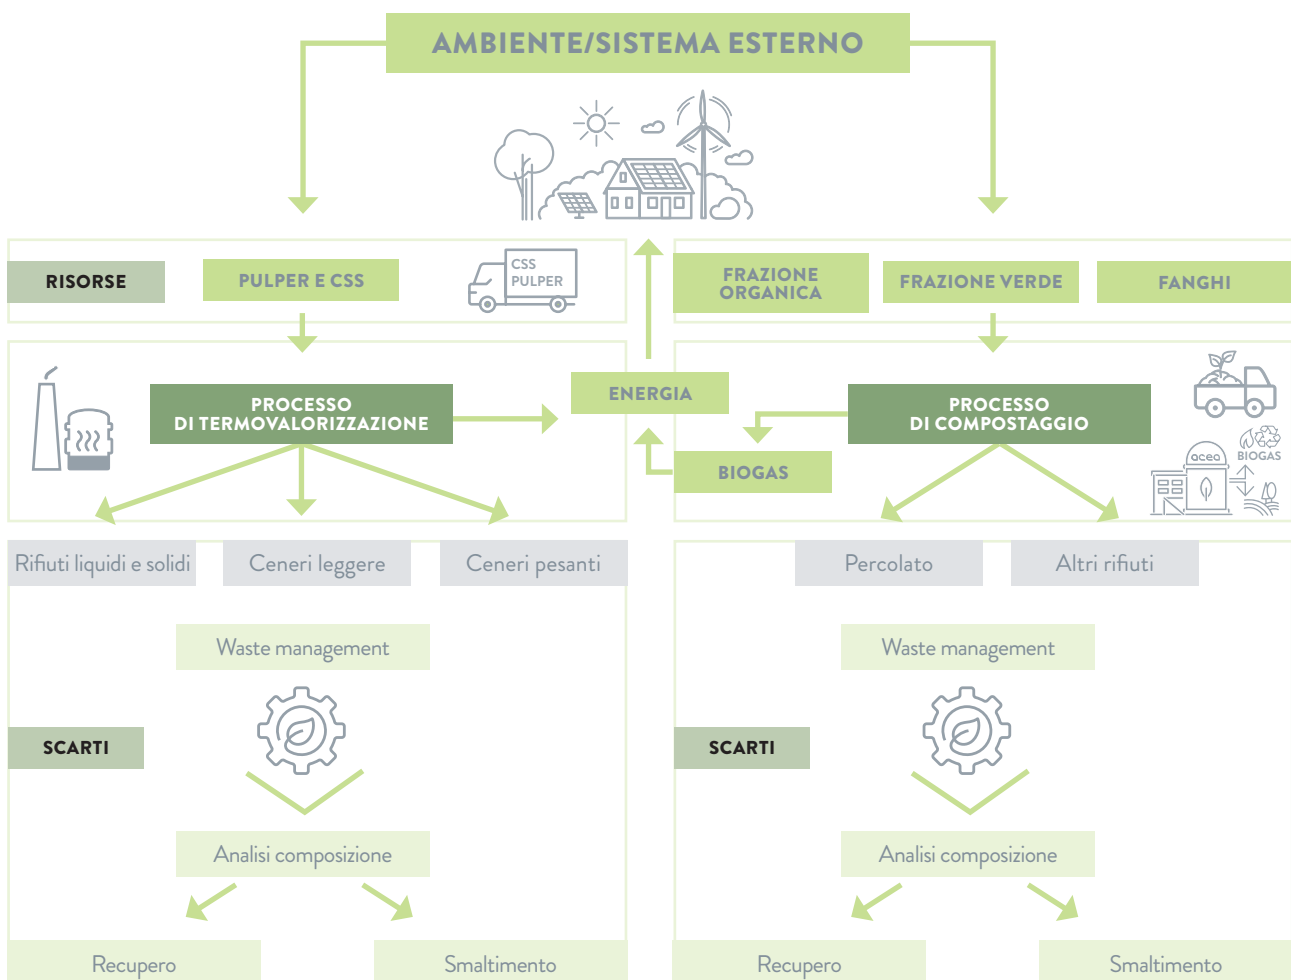 AMBIENTE/SISTEMA ESTERNO
RISORSE
PULPER E CSS
CSS
PULPER
FRAZIONE
ORGANICA
FRAZIONE VERDE
FANGHI
PROCESSO
DI TERMOVALORIZZAZIONE
ENERGIA
PROCESSO
DI COMPOSTAGGIO
BIOGAS
acea
BIOGAS
Rifiuti liquidi e solidi
Ceneri leggere
Ceneri pesanti
Percolato
Altri rifiuti
Waste management
Waste management
SCARTI
SCARTI
Analisi composizione
Analisi composizione
Recupero
Smaltimento
Recupero
Smaltimento